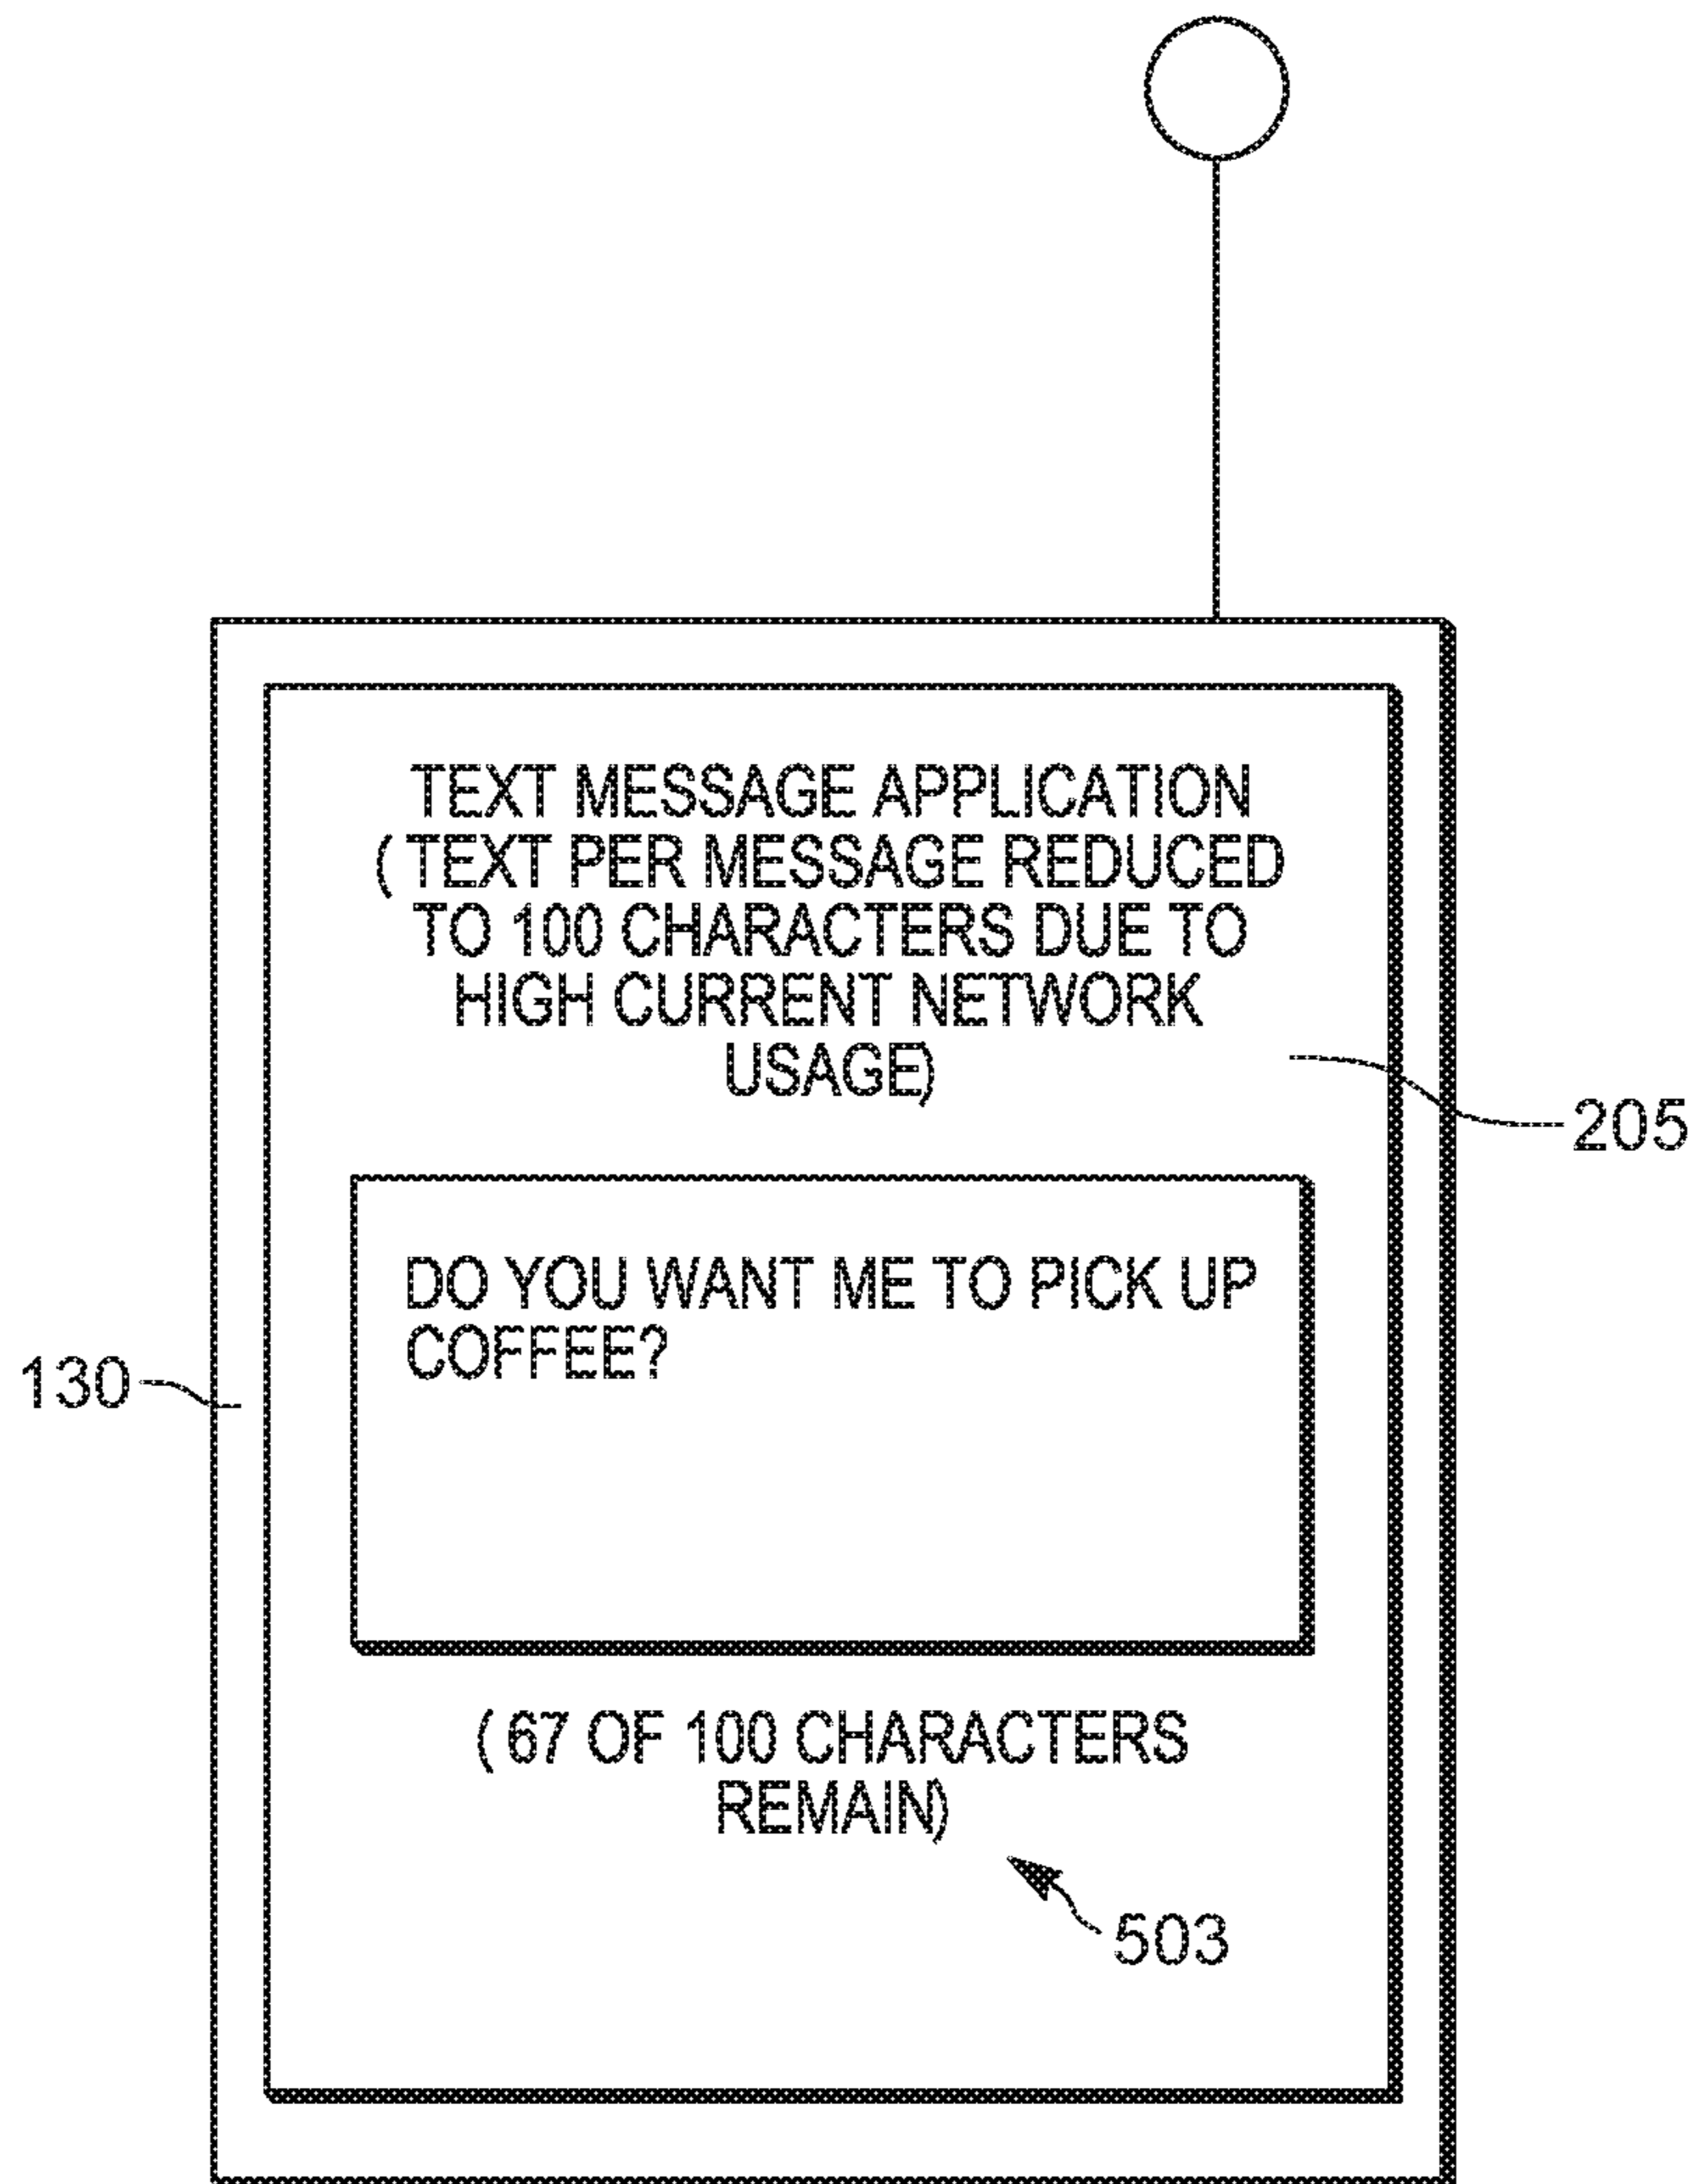 TEXT MESSAGE APPLICATION
( TEXT PER MESSAGE REDUCED
TO 100 CHARACTERS DUE TO
HIGH CURRENT NETWORK
USAGE)
205
DO YOU WANT ME TO PICK UP
COFFEE?
130
( 67 OF 100 CHARACTERS
REMAIN)
503